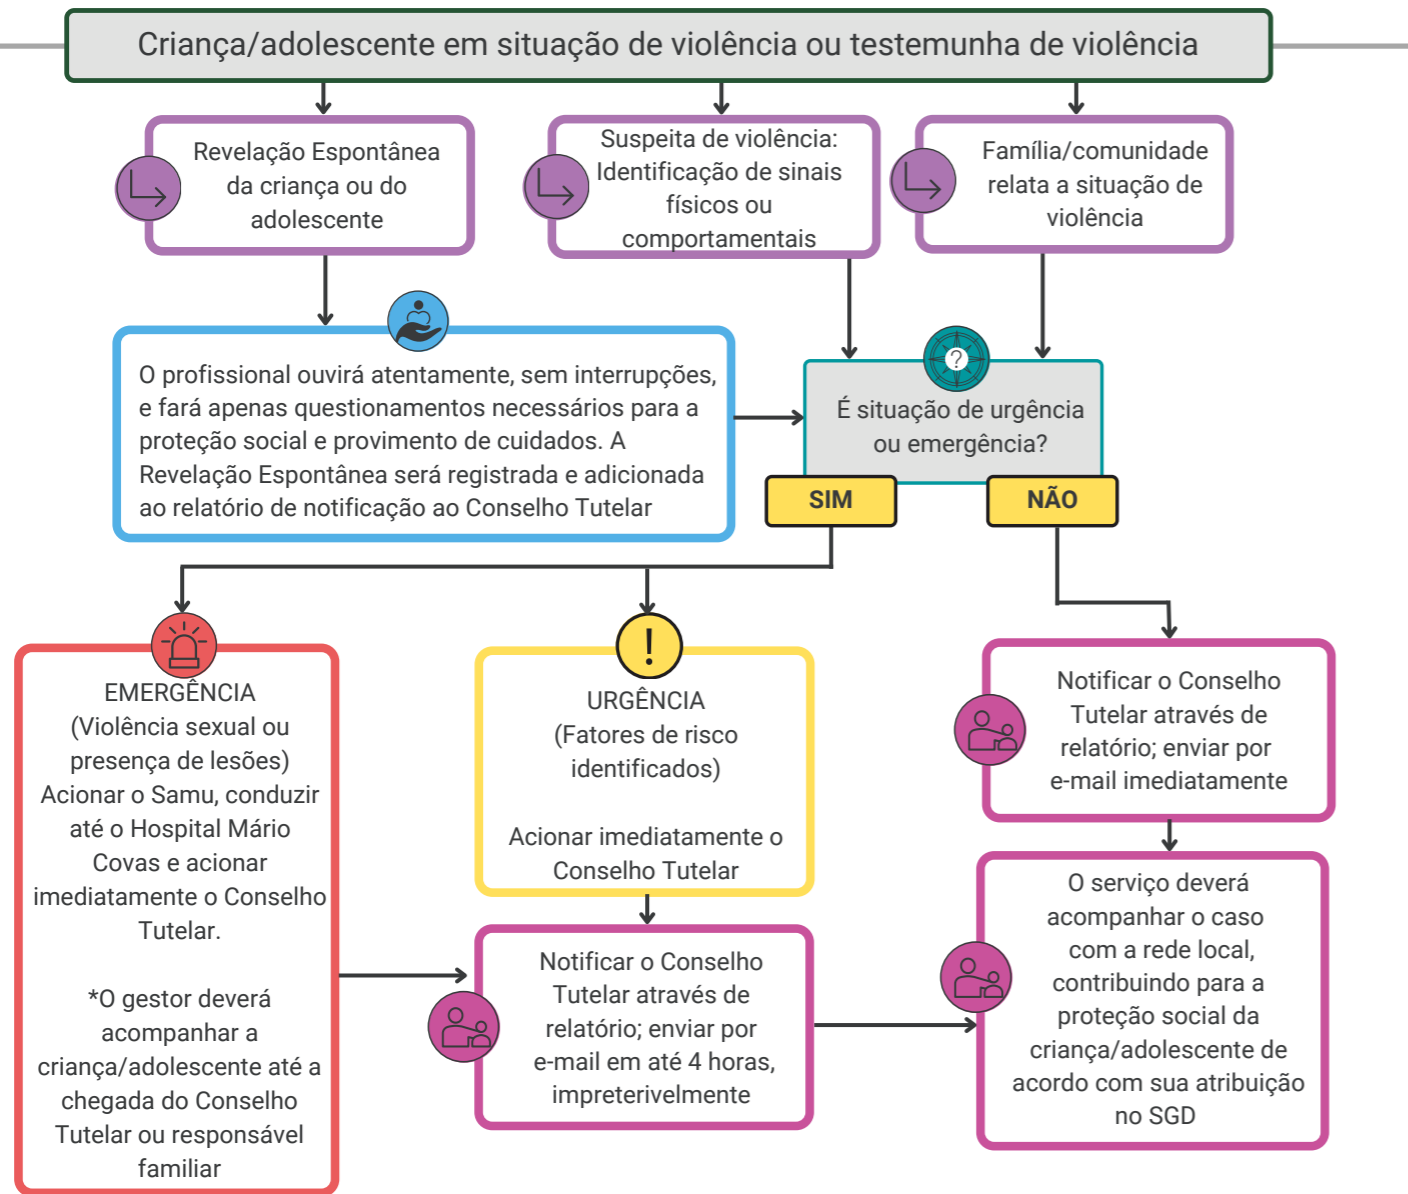 Criança/adolescente em situação de violência ou testemunha de violência
Revelação Espontânea
da criança ou do
adolescente
Suspeita de violência:
Identificação de sinais
físicos ou
comportamentais
Família/comunidade
relata a situação de
violência
O profissional ouvirá atentamente, sem interrupções,
e fará apenas questionamentos necessários para a
proteção social e provimento de cuidados. A
Revelação Espontânea será registrada e adicionada
ao relatório de notificação ao Conselho Tutelar
?
É situação de urgência
ou emergência?
SIM
NÃO
EMERGÊNCIA
(Violência sexual ou
presença de lesões)
Acionar o Samu, conduzir
até o Hospital Mário
Covas e acionar
imediatamente o Conselho
Tutelar.
*O gestor deverá
acompanhar a
criança/adolescente até a
chegada do Conselho
Tutelar ou responsável
familiar
!
URGÊNCIA
(Fatores de risco
identificados)
Acionar imediatamente o
Conselho Tutelar
Notificar o Conselho
Tutelar através de
relatório; enviar por
e-mail em até 4 horas,
impreterivelmente
Notificar o Conselho
Tutelar através de
relatório; enviar por
e-mail imediatamente
O serviço deverá
acompanhar o caso
com a rede local,
contribuindo para a
proteção social da
criança/adolescente de
acordo com sua atribuição
no SGD